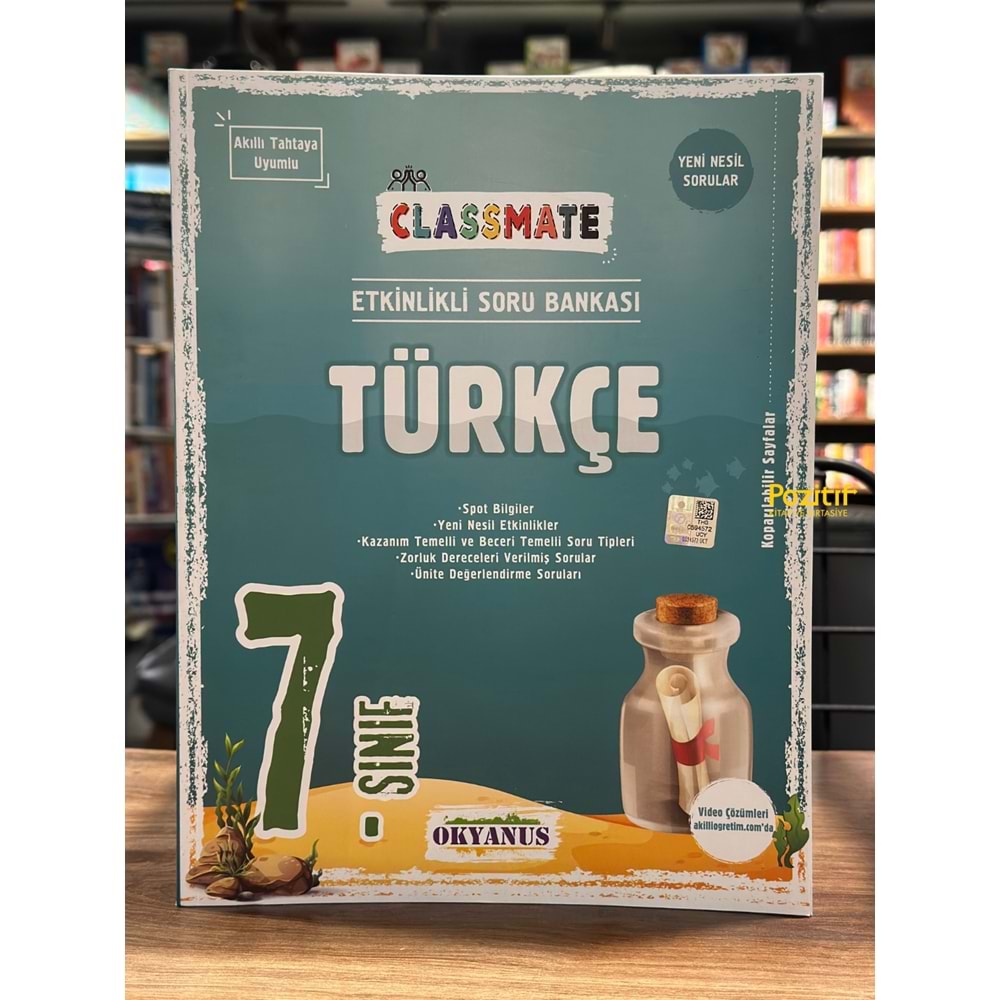 Akıllı Tahtaya
Uyumlu
YENİ NESİL
SORULAR
CLASSMATE
ETKİNLİKLİ SORU BANKASI
TÜRKÇE
•Spot Bilgiler
•Yeni Nesil Etkinlikler
•Kazanım Temelli ve Beceri Temelli Soru Tipleri
•Zorluk Dereceleri Verilmiş Sorular
•Ünite Değerlendirme Soruları
Koparılabilir Sayfalar
Pozitif
7. SINIF
OKYANUS
Video Çözümleri
akilliogretim.com'da